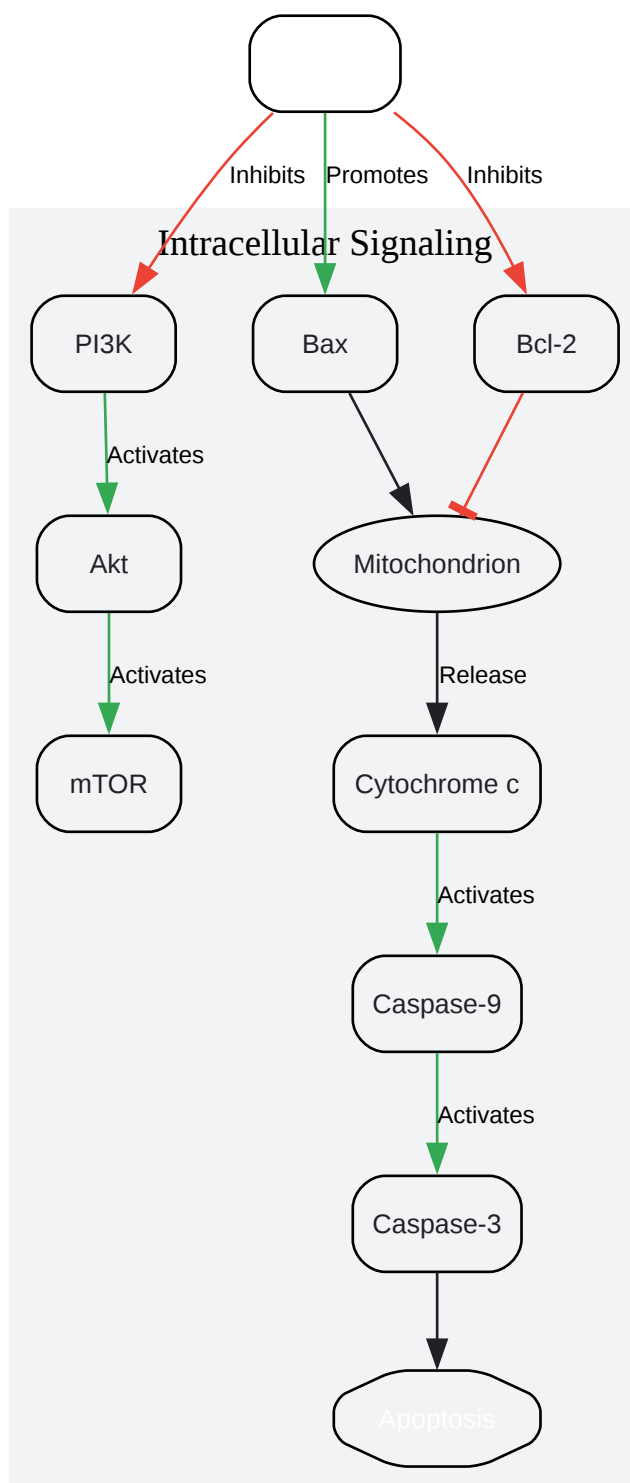 Inhibits
Promotes
Inhibits
Intracellular Signaling
PI3K
Bax
Bcl-2
Activates
Akt
Mitochondrion
Activates
Release
mTOR
Cytochrome c
Activates
Caspase-9
Activates
Caspase-3
Apoptosis